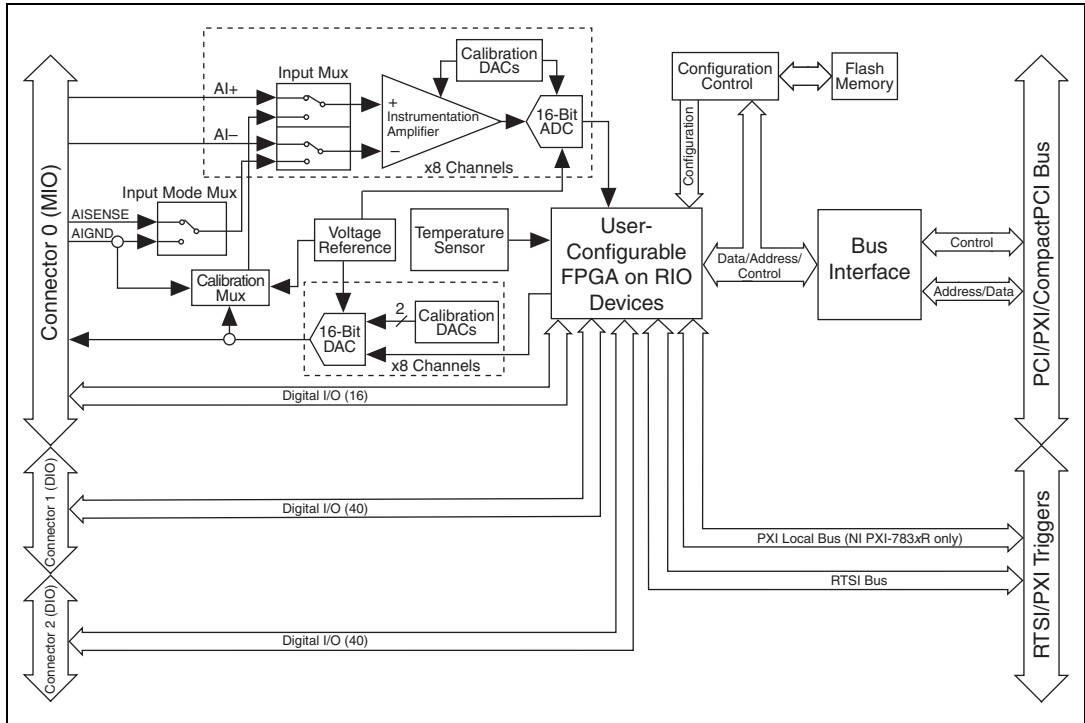 Connector 0 (MIO)
AI+
AI–
Input Mux
+
Instrumentation
Amplifier
–
Calibration
DACs
16-Bit
ADC
x8 Channels
Input Mode Mux
AISENSE
AIGND
Calibration
Mux
Voltage
Reference
Temperature
Sensor
16-Bit
DAC
2
Calibration
DACs
x8 Channels
Configuration
Control
Flash
Memory
Configuration
User-
Configurable
FPGA on RIO
Devices
Data/Address/
Control
Bus
Interface
Control
Address/Data
PCI/PXI/CompactPCI Bus
Digital I/O (16)
Connector 1 (DIO)
Digital I/O (40)
Connector 2 (DIO)
Digital I/O (40)
PXI Local Bus (NI PXI-783xR only)
RTSI Bus
RTSI/PXI Triggers